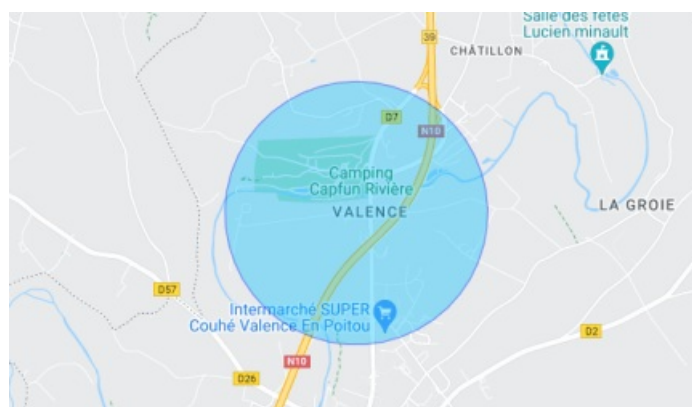 Salle des fêtes
Lucien minault
39
CHÂTILLON
D7
N10
Camping
Capfun Rivière
VALENCE
LA GROIE
D57
Intermarché SUPER
Couhé Valence En Poitou
D2
N10
D26